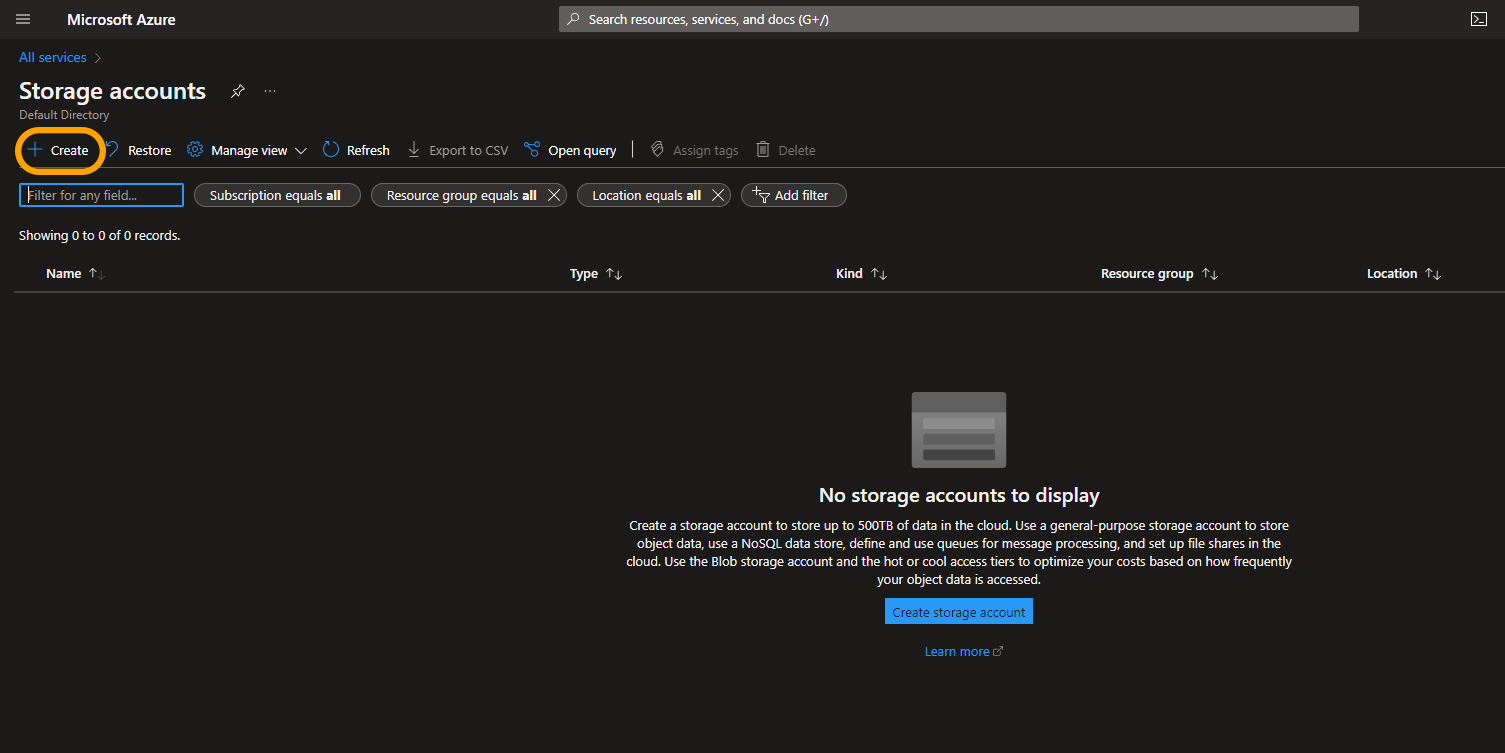 Microsoft Azure
Search resources, services, and docs (G+/)
All services
Storage accounts
Default Directory
Create Restore Manage view Refresh Export to CSV Open query Assign tags Delete
Filter for any field... Subscription equals all Resource group equals all Location equals all Add filter
Showing 0 to 0 of 0 records.
Name Type Kind Resource group Location
No storage accounts to display
Create a storage account to store up to 500TB of data in the cloud. Use a general-purpose storage account to store
object data, use a NoSQL data store, define and use queues for message processing, and set up file shares in the
cloud. Use the Blob storage account and the hot or cool access tiers to optimize your costs based on how frequently
your object data is accessed.
Create storage account
Learn more